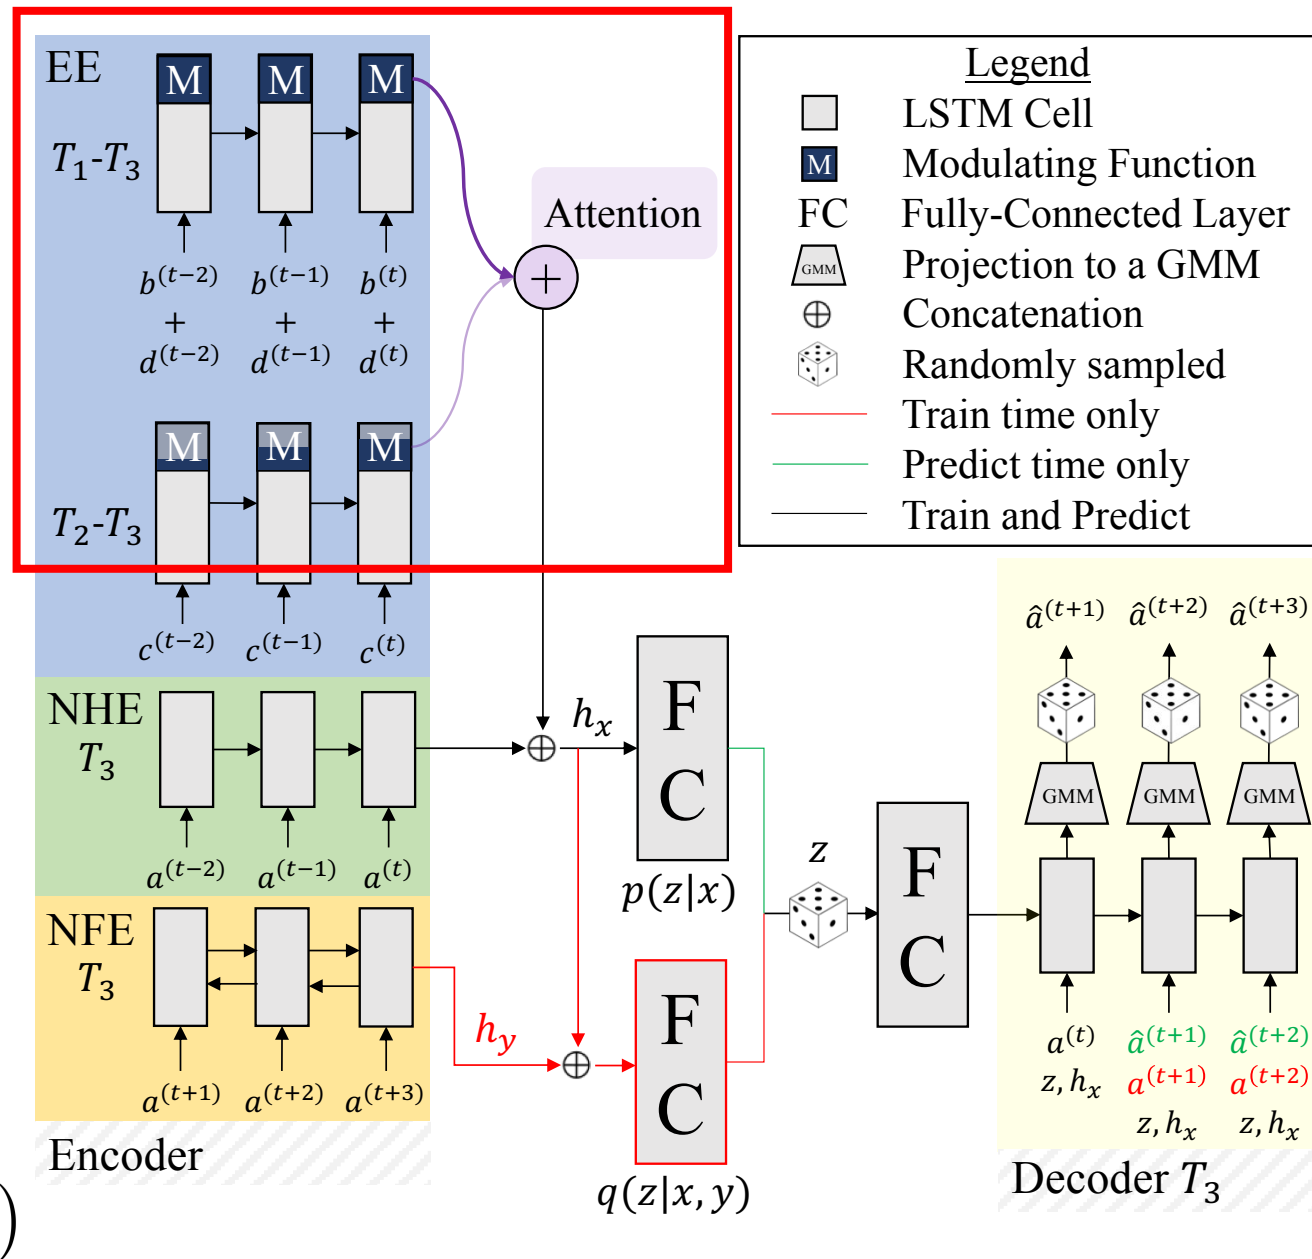 EE
M M M
T₁-T₃
b^(t−2) b^(t−1) b^(t)
+ + +
d^(t−2) d^(t−1) d^(t)
M M M
T₂-T₃
c^(t−2) c^(t−1) c^(t)
Attention
+
Legend
LSTM Cell
M Modulating Function
FC Fully-Connected Layer
GMM Projection to a GMM
⊕ Concatenation
Randomly sampled
Train time only
Predict time only
Train and Predict
NHE
T₃
a^(t−2) a^(t−1) a^(t)
⊕
hₓ
F
C
p(z|x)
NFE
T₃
a^(t+1) a^(t+2) a^(t+3)
h_y
⊕
F
C
q(z|x, y)
z
F
C
â^(t+1) â^(t+2) â^(t+3)
GMM GMM GMM
a^(t) â^(t+1) â^(t+2)
z, hₓ a^(t+1) a^(t+2)
z, hₓ z, hₓ
Encoder
Decoder T₃
)